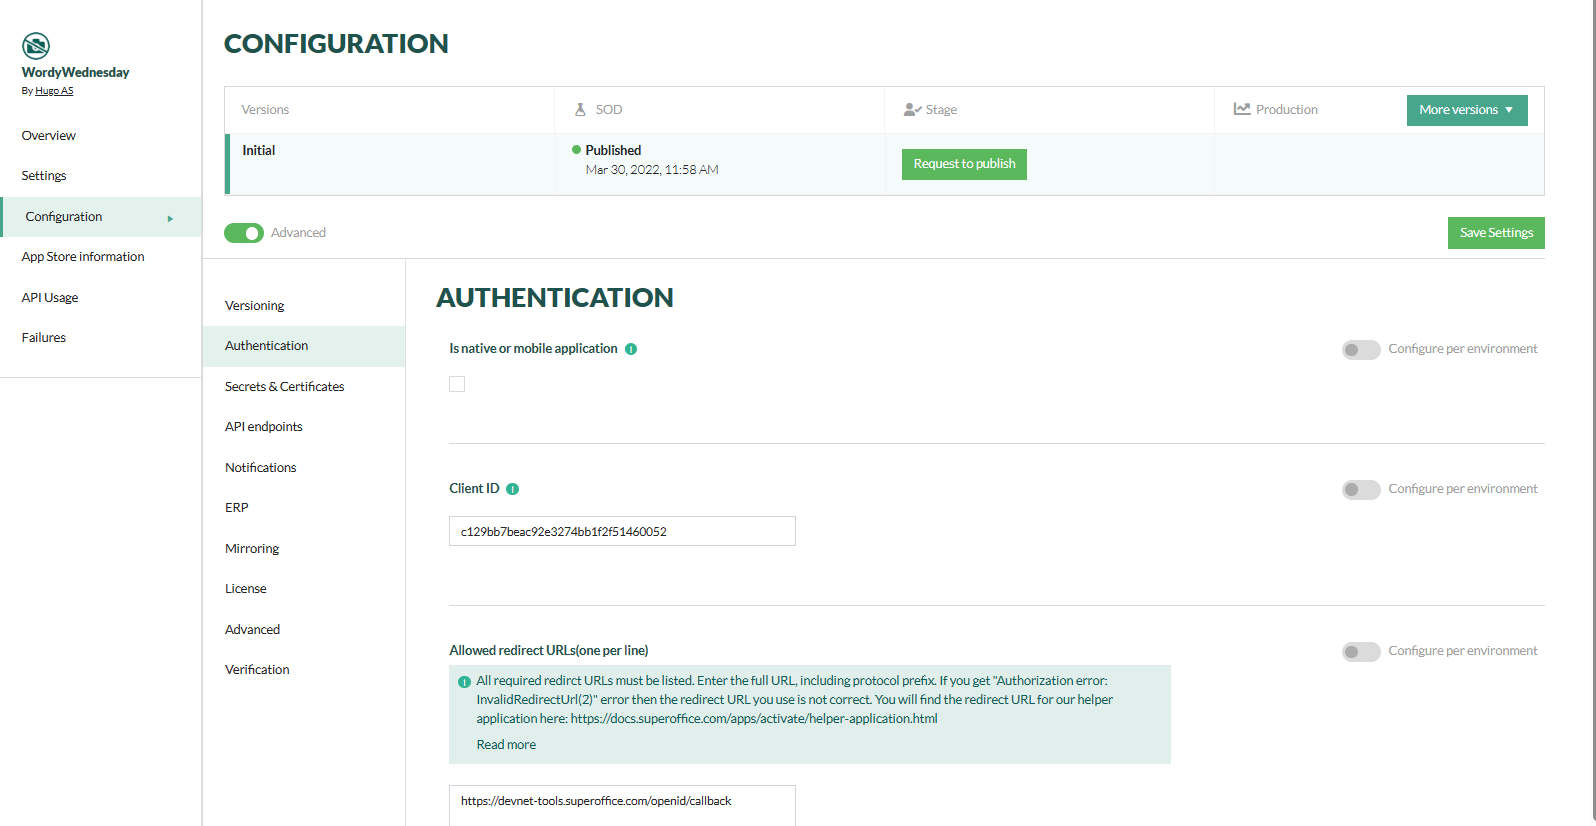 WordyWednesday
By Hugo AS
Overview
Settings
Configuration
App Store information
API Usage
Failures
CONFIGURATION
Versions
SOD
Stage
Production
More versions
Initial
Published
Mar 30, 2022, 11:58 AM
Request to publish
Advanced
Save Settings
Versioning
Authentication
Secrets & Certificates
API endpoints
Notifications
ERP
Mirroring
License
Advanced
Verification
AUTHENTICATION
Is native or mobile application
Configure per environment
Client ID
Configure per environment
c129bb7beac92e3274bb1f2f51460052
Allowed redirect URLs(one per line)
Configure per environment
All required redirct URLs must be listed. Enter the full URL, including protocol prefix. If you get "Authorization error:
InvalidRedirectUrl(2)" error then the redirect URL you use is not correct. You will find the redirect URL for our helper
application here: https://docs.superoffice.com/apps/activate/helper-application.html
Read more
https://devnet-tools.superoffice.com/openid/callback